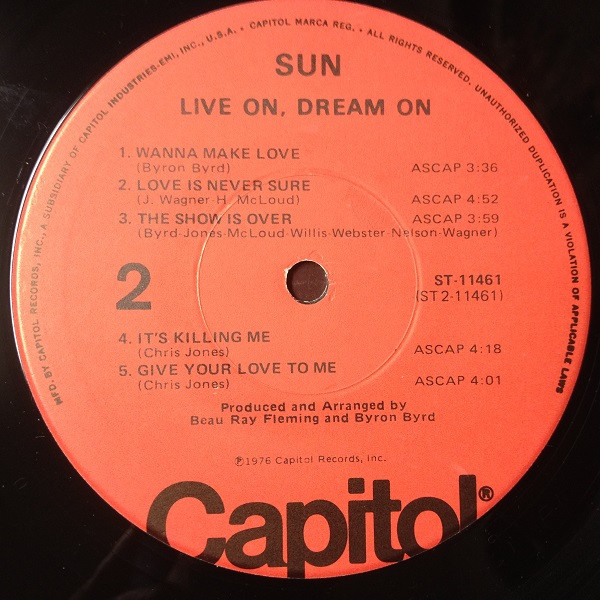 MFD. BY CAPITOL RECORDS, INC., A SUBSIDIARY OF CAPITOL INDUSTRIES-EMI, INC., U.S.A. • CAPITOL MARCA REG. • ALL RIGHTS RESERVED. UNAUTHORIZED DUPLICATION IS A VIOLATION OF APPLICABLE LAWS
SUN
LIVE ON, DREAM ON
1. WANNA MAKE LOVE
(Byron Byrd) ASCAP 3:36
2. LOVE IS NEVER SURE
(J. Wagner-H. McLoud) ASCAP 4:52
3. THE SHOW IS OVER ASCAP 3:59
(Byrd-Jones-McLoud-Willis-Webster-Nelson-Wagner)
2 ST-11461
(ST2-11461)
4. IT'S KILLING ME
(Chris Jones) ASCAP 4:18
5. GIVE YOUR LOVE TO ME
(Chris Jones) ASCAP 4:01
Produced and Arranged by
Beau Ray Fleming and Byron Byrd
℗1976 Capitol Records, Inc.
Capitol®